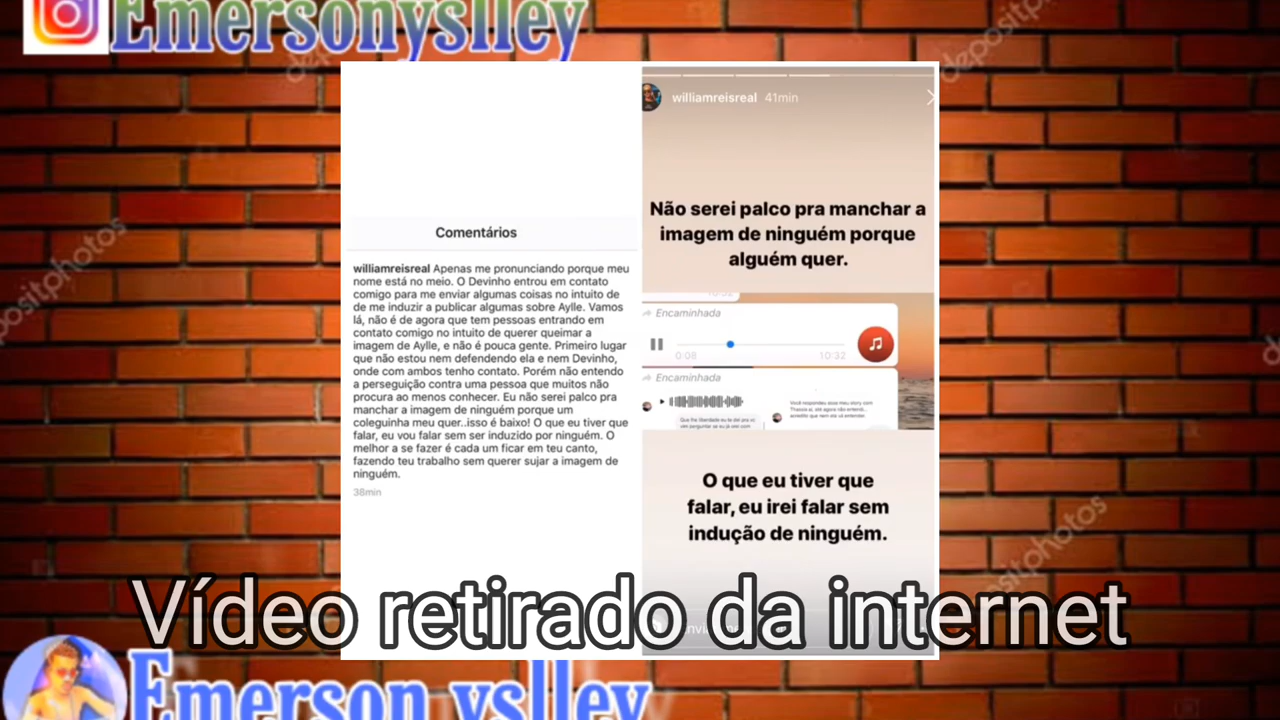 Emersonyslley
depositphotos
depositphotos
Comentários
williamreisreal Apenas me pronunciando porque meu
nome está no meio. O Devinho entrou em contato
comigo para me enviar algumas coisas no intuito de
de me induzir a publicar algumas sobre Aylle. Vamos
lá, não é de agora que tem pessoas entrando em
contato comigo no intuito de querer queimar a
imagem de Aylle, e não é pouca gente. Primeiro lugar
que não estou nem defendendo ela e nem Devinho,
onde com ambos tenho contato. Porém não entendo
a perseguição contra uma pessoa que muitos não
procura ao menos conhecer. Eu não serei palco pra
manchar a imagem de ninguém porque um
coleguinha meu quer..isso é baixo! O que eu tiver que
falar, eu vou falar sem ser induzido por ninguém. O
melhor a se fazer é cada um ficar em teu canto,
fazendo teu trabalho sem querer sujar a imagem de
ninguém.
38min
williamreisreal 41min
Não serei palco pra manchar a
imagem de ninguém porque
alguém quer.
Encaminhada
0:08 10:32
Encaminhada
O que eu tiver que
falar, eu irei falar sem
indução de ninguém.
depositphotos
Vídeo retirado da internet
Emerson yslley